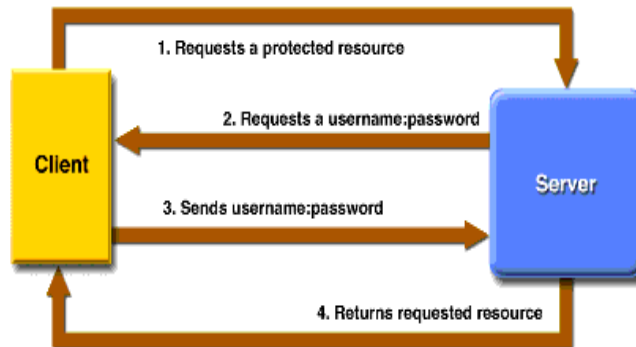 1. Requests a protected resource
2. Requests a username:password
Client
Server
3. Sends username:password
4. Returns requested resource